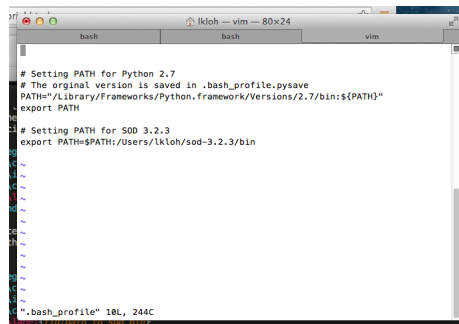 lkloh — vim — 80×24
bash bash vim
# Setting PATH for Python 2.7
# The orginal version is saved in .bash_profile.pysave
PATH="/Library/Frameworks/Python.framework/Versions/2.7/bin:${PATH}"
export PATH
# Setting PATH for SOD 3.2.3
export PATH=$PATH:/Users/lkloh/sod-3.2.3/bin
~
~
~
~
~
~
~
~
~
~
~
~
~
".bash_profile" 10L, 244C